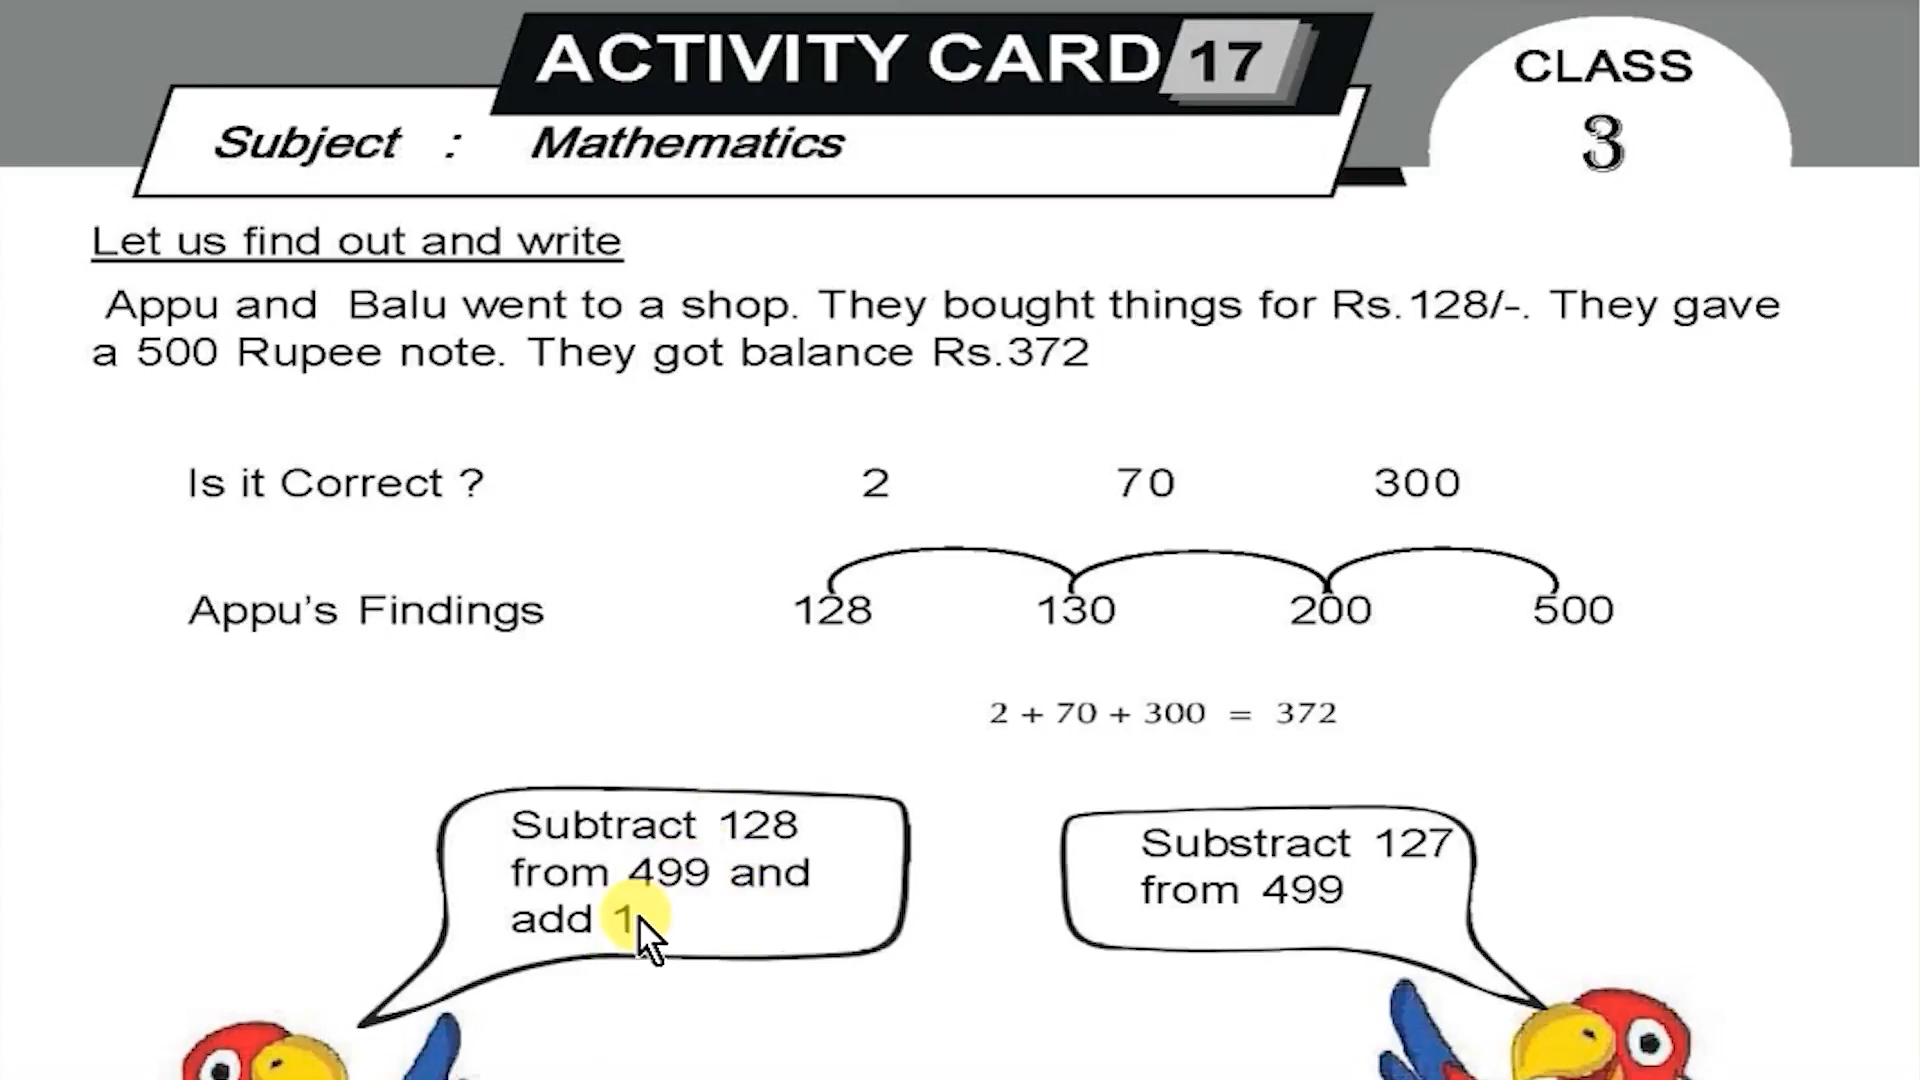 ACTIVITY CARD 17
CLASS
3
Subject : Mathematics
Let us find out and write
Appu and Balu went to a shop. They bought things for Rs.128/-. They gave
a 500 Rupee note. They got balance Rs.372
Is it Correct ? 2 70 300
Appu's Findings 128 130 200 500
2 + 70 + 300 = 372
Subtract 128
from 499 and
add 1
Substract 127
from 499